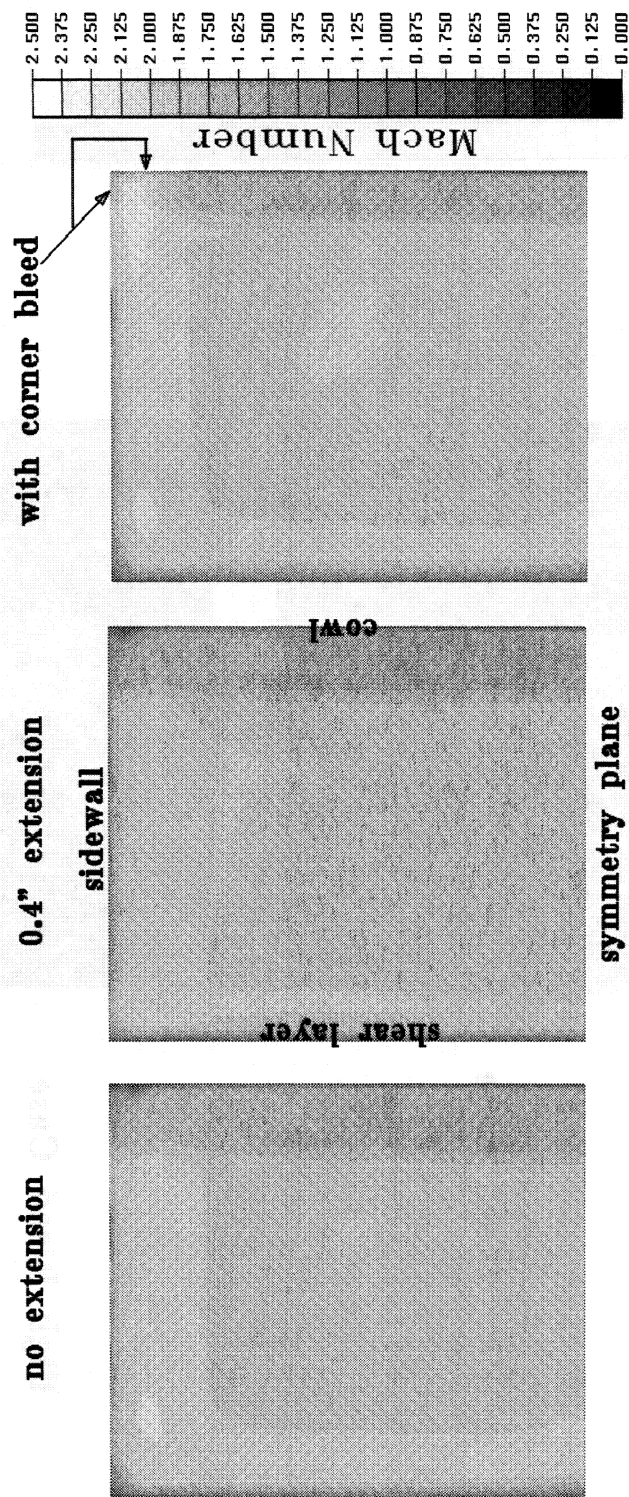 no extension
0.4" extension
with corner bleed
sidewall
shear layer
cowl
symmetry plane
Mach Number
2.500
2.375
2.250
2.125
2.000
1.875
1.750
1.625
1.500
1.375
1.250
1.125
1.000
0.875
0.750
0.625
0.500
0.375
0.250
0.125
0.000